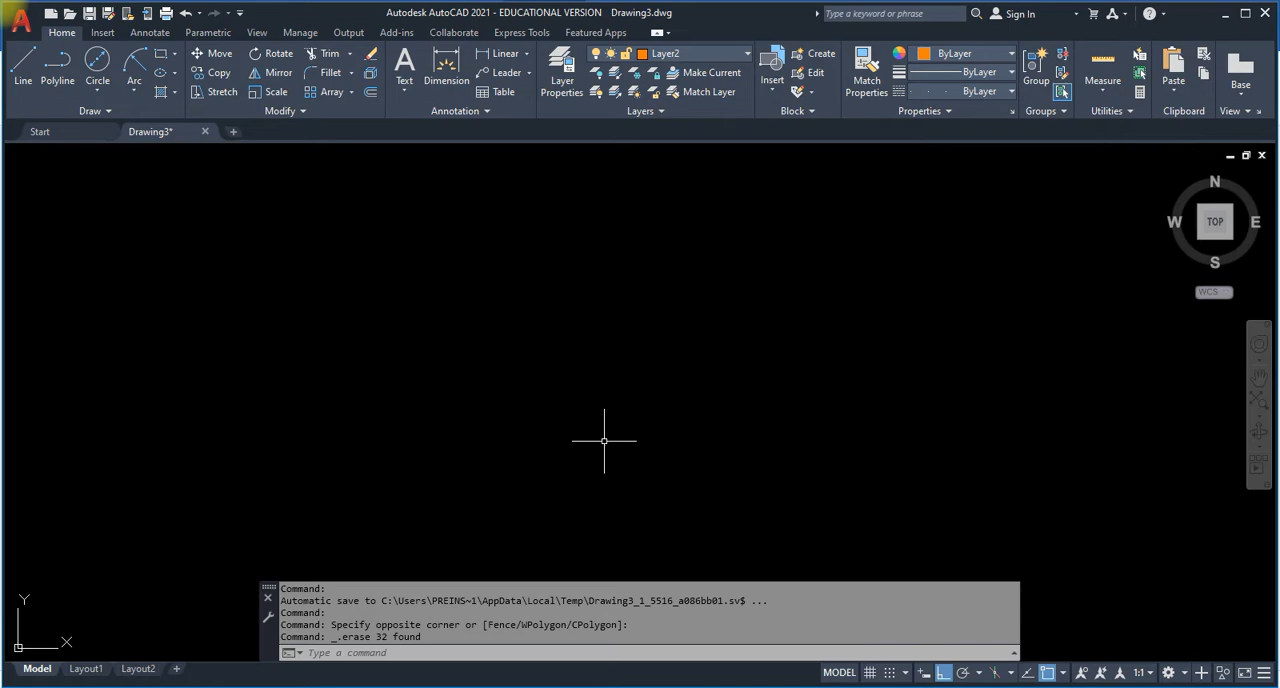 Autodesk AutoCAD 2021 - EDUCATIONAL VERSION Drawing3.dwg
Type a keyword or phrase
Sign In
Home Insert Annotate Parametric View Manage Output Add-ins Collaborate Express Tools Featured Apps
Line Polyline Circle Arc
Move Rotate Trim
Copy Mirror Fillet
Stretch Scale Array
Text Dimension
Linear
Leader
Table
Layer
Properties
Layer2
Make Current
Match Layer
Insert
Create
Edit
Match
Properties
ByLayer
ByLayer
ByLayer
Group
Measure
Paste
Base
Draw Modify Annotation Layers Block Properties Groups Utilities Clipboard View
Start Drawing3*
N
W TOP E
S
WCS
Y
X
Command:
Automatic save to C:\Users\PREINS~1\AppData\Local\Temp\Drawing3_1_5516_a086bb01.sv$ ...
Command:
Command: Specify opposite corner or [Fence/WPolygon/CPolygon]:
Command: _.erase 32 found
Type a command
Model Layout1 Layout2 +
MODEL 1:1